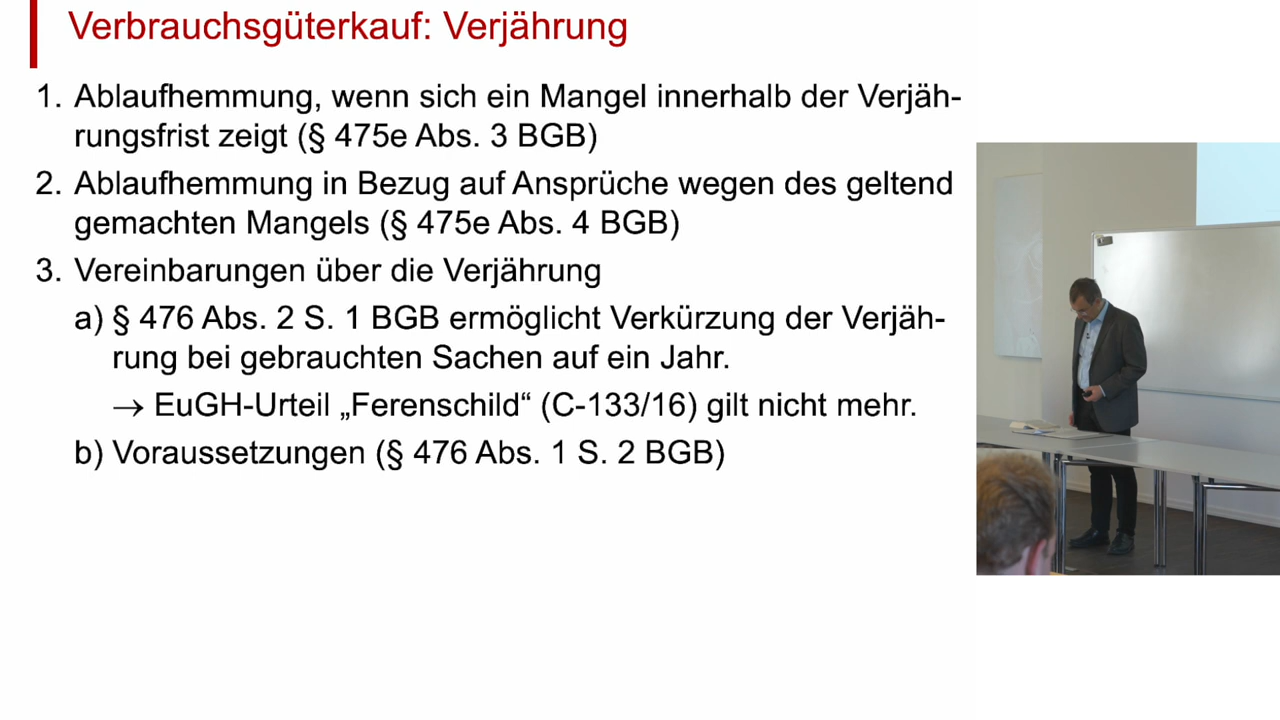 Verbrauchsgüterkauf: Verjährung
1. Ablaufhemmung, wenn sich ein Mangel innerhalb der Verjäh-
rungsfrist zeigt (§ 475e Abs. 3 BGB)
2. Ablaufhemmung in Bezug auf Ansprüche wegen des geltend
gemachten Mangels (§ 475e Abs. 4 BGB)
3. Vereinbarungen über die Verjährung
a) § 476 Abs. 2 S. 1 BGB ermöglicht Verkürzung der Verjäh-
rung bei gebrauchten Sachen auf ein Jahr.
→ EuGH-Urteil „Ferenschild“ (C-133/16) gilt nicht mehr.
b) Voraussetzungen (§ 476 Abs. 1 S. 2 BGB)